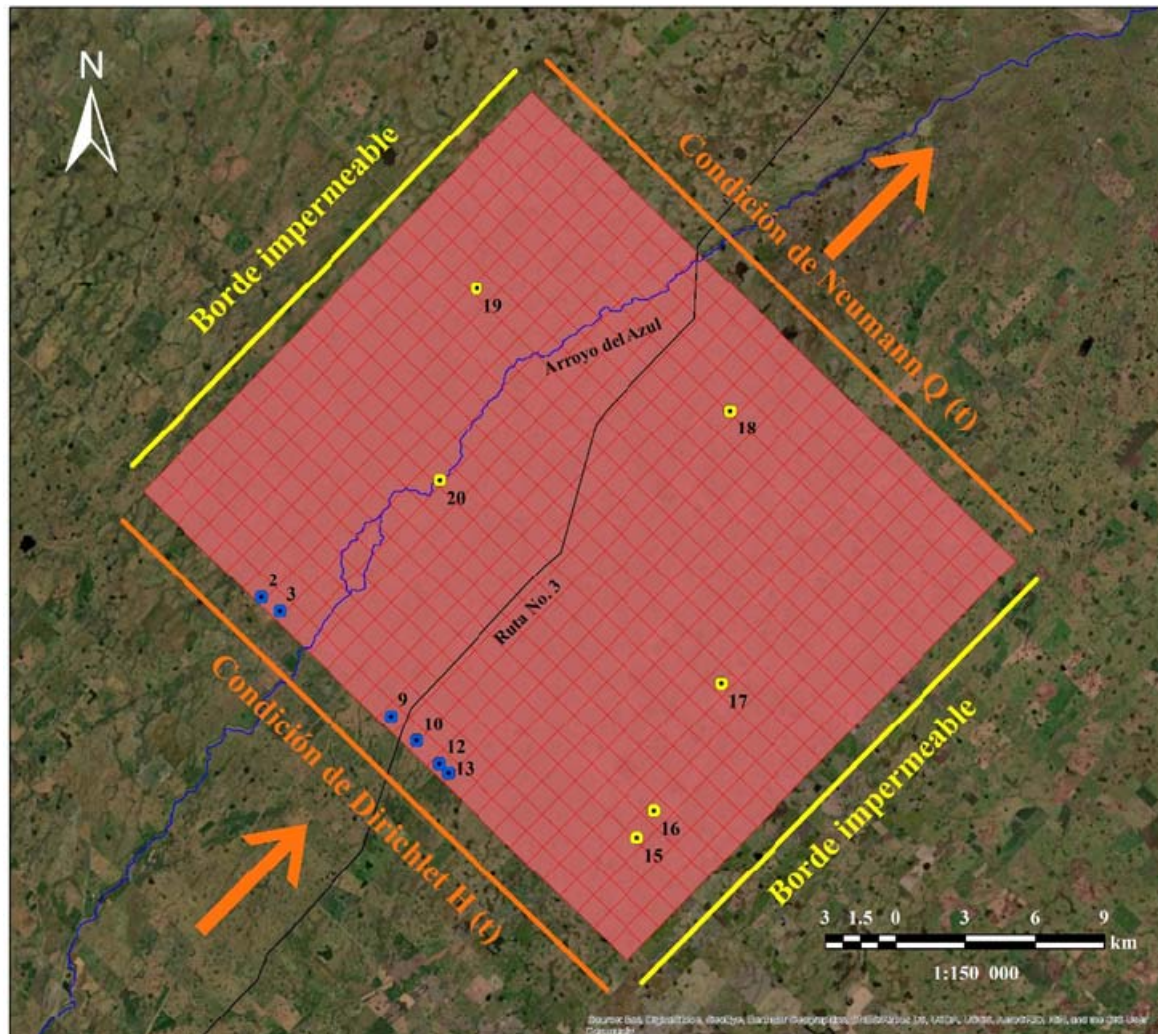 N
Borde impermeable
Condición de Neumann Q (t)
19
Arroyo del Azul
18
20
2
3
Ruta No. 3
9
10
12
13
17
16
15
Condición de Dirichlet H (t)
Borde impermeable
3 1.5 0 3 6 9
km
1:150 000